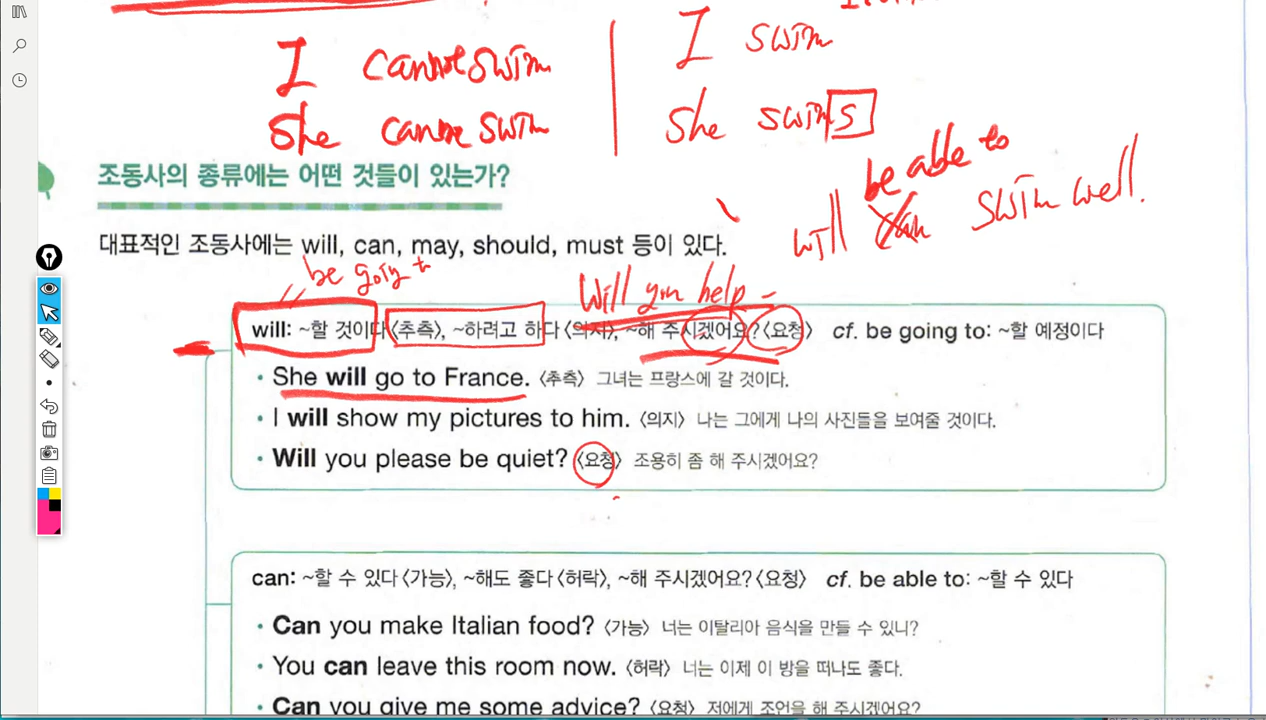 I cannot swim
I swim
She cannot swim
She swims
be able to
조동사의 종류에는 어떤 것들이 있는가?
will can swim well.
대표적인 조동사에는 will, can, may, should, must 등이 있다.
be going to
Will you help
will: ~할 것이다〈추측〉, ~하려고 하다〈의지〉, ~해 주시겠어요?〈요청〉 cf. be going to: ~할 예정이다
• She will go to France. 〈추측〉 그녀는 프랑스에 갈 것이다.
• I will show my pictures to him. 〈의지〉 나는 그에게 나의 사진들을 보여줄 것이다.
• Will you please be quiet? 〈요청〉 조용히 좀 해 주시겠어요?
can: ~할 수 있다〈가능〉, ~해도 좋다〈허락〉, ~해 주시겠어요?〈요청〉 cf. be able to: ~할 수 있다
• Can you make Italian food? 〈가능〉 너는 이탈리아 음식을 만들 수 있니?
• You can leave this room now. 〈허락〉 너는 이제 이 방을 떠나도 좋다.
• Can you give me some advice? 〈요청〉 저에게 조언을 해 주시겠어요?